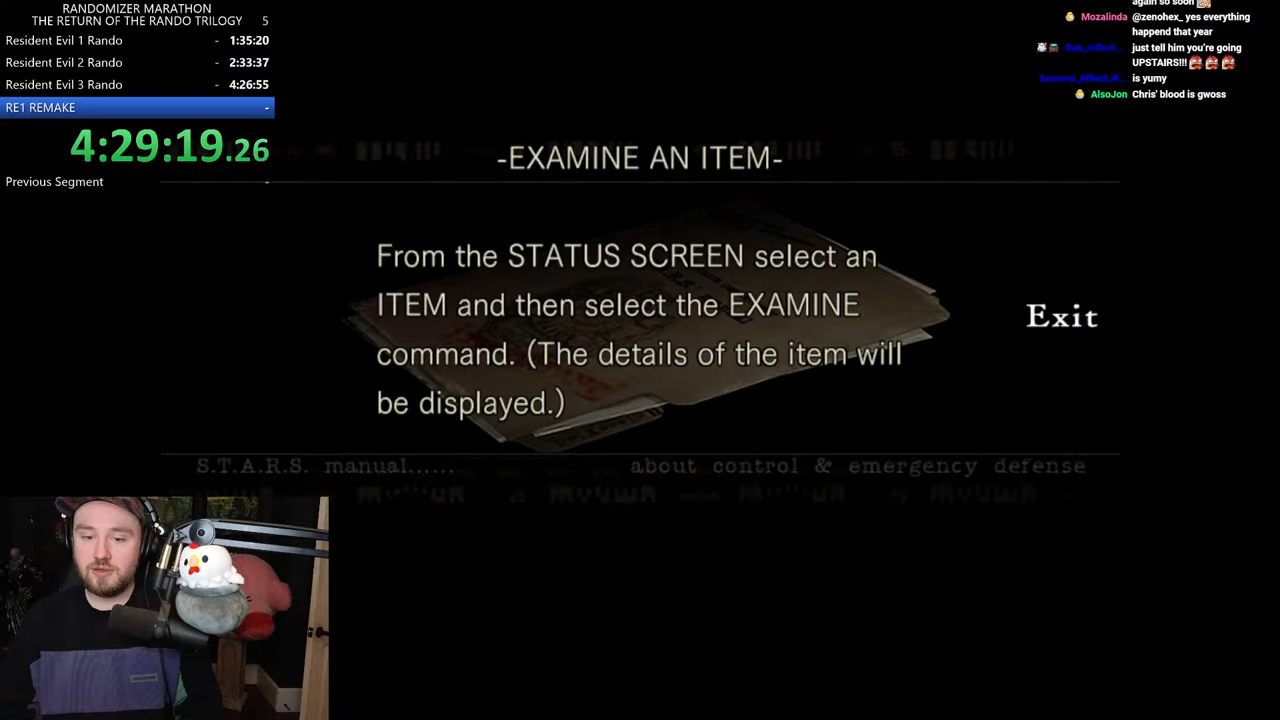 RANDOMIZER MARATHON
THE RETURN OF THE RANDO TRILOGY 5
Resident Evil 1 Rando - 1:35:20
Resident Evil 2 Rando - 2:33:37
Resident Evil 3 Rando - 4:26:55
RE1 REMAKE -
4:29:19.26
Previous Segment -
again so soon
Mozalinda @zenohex_ yes everything
happend that year
just tell him you're going
UPSTAIRS!!!
is yumy
AlsoJon Chris' blood is gwoss
-EXAMINE AN ITEM-
From the STATUS SCREEN select an
ITEM and then select the EXAMINE
command. (The details of the item will
be displayed.)
Exit
S.T.A.R.S. manual...... about control & emergency defense